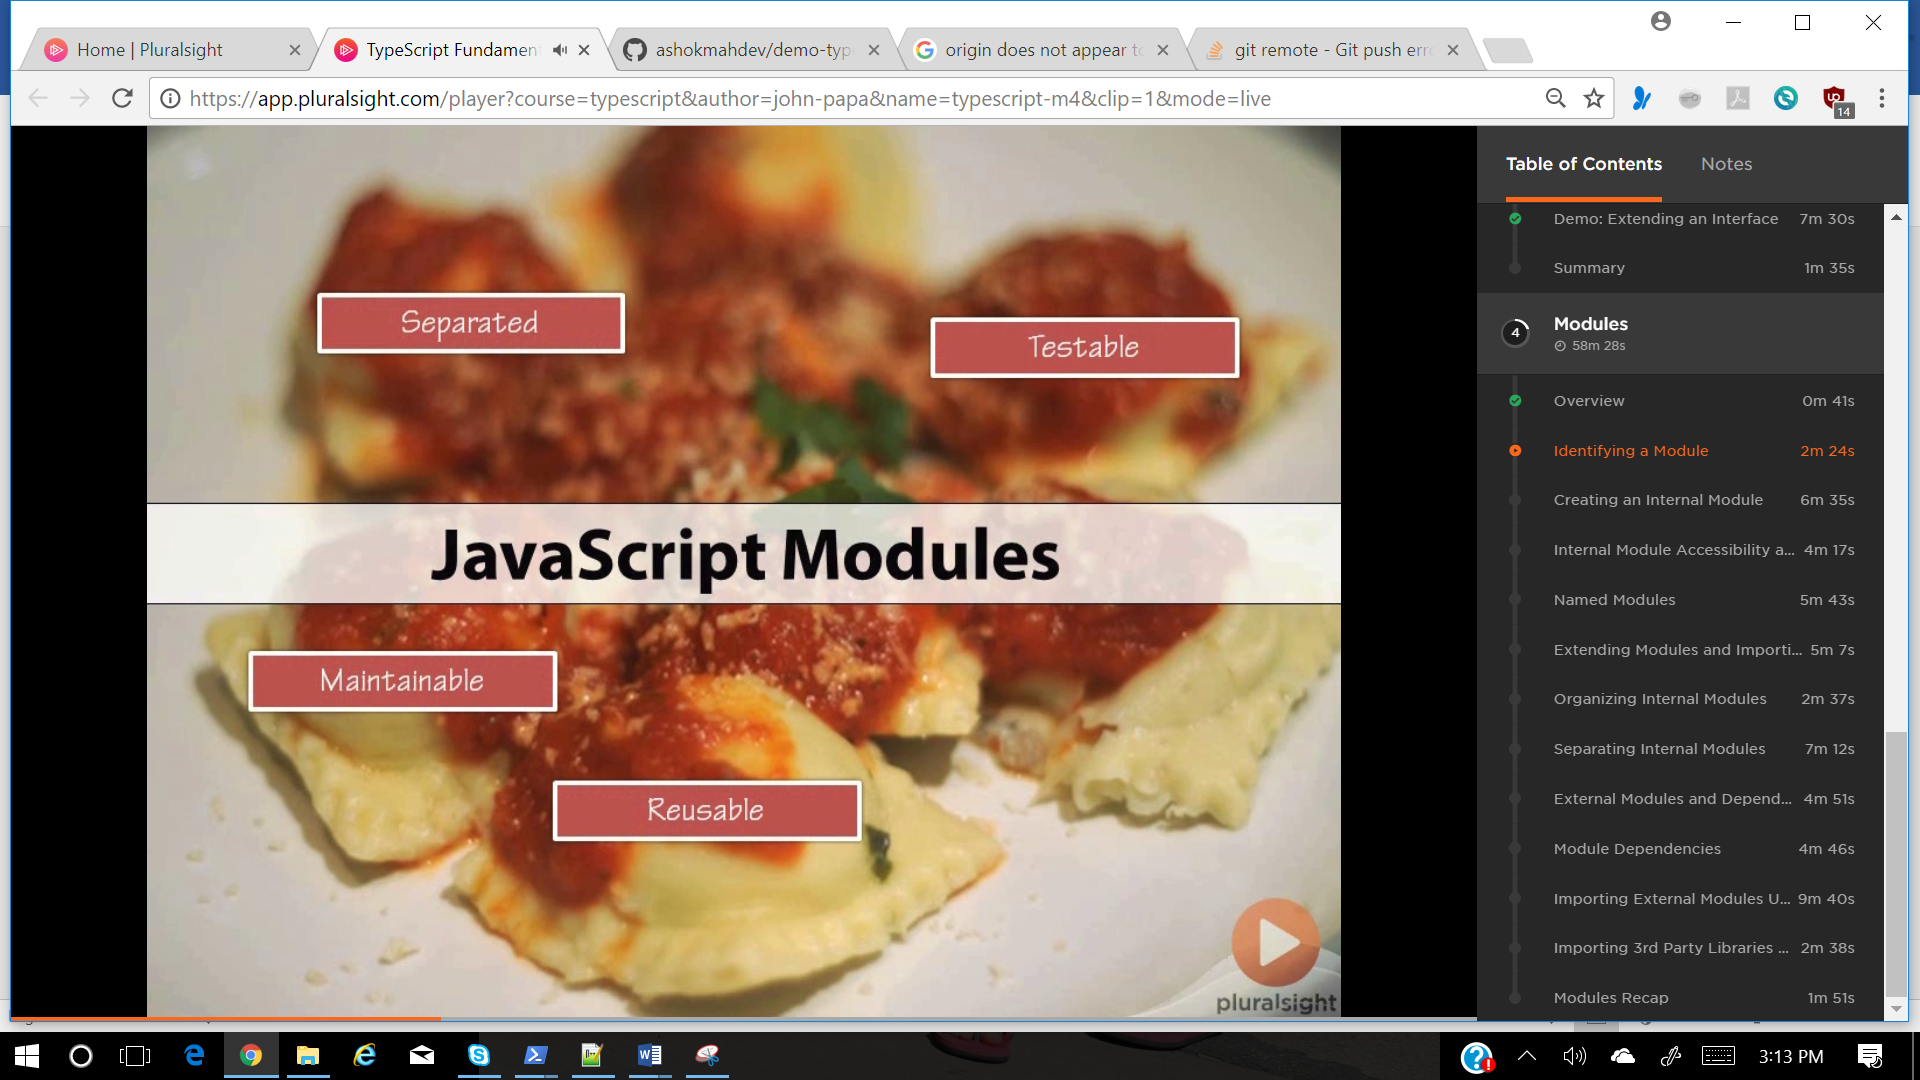 Home | Pluralsight
TypeScript Fundamen
ashokmahdev/demo-typ
origin does not appear to
git remote - Git push erro
https://app.pluralsight.com/player?course=typescript&author=john-papa&name=typescript-m4&clip=1&mode=live
14
Separated
Testable
JavaScript Modules
Maintainable
Reusable
pluralsight
Table of Contents
Notes
Demo: Extending an Interface 7m 30s
Summary 1m 35s
4
Modules
58m 28s
Overview 0m 41s
Identifying a Module 2m 24s
Creating an Internal Module 6m 35s
Internal Module Accessibility a... 4m 17s
Named Modules 5m 43s
Extending Modules and Importi... 5m 7s
Organizing Internal Modules 2m 37s
Separating Internal Modules 7m 12s
External Modules and Depend... 4m 51s
Module Dependencies 4m 46s
Importing External Modules U... 9m 40s
Importing 3rd Party Libraries ... 2m 38s
Modules Recap 1m 51s
3:13 PM